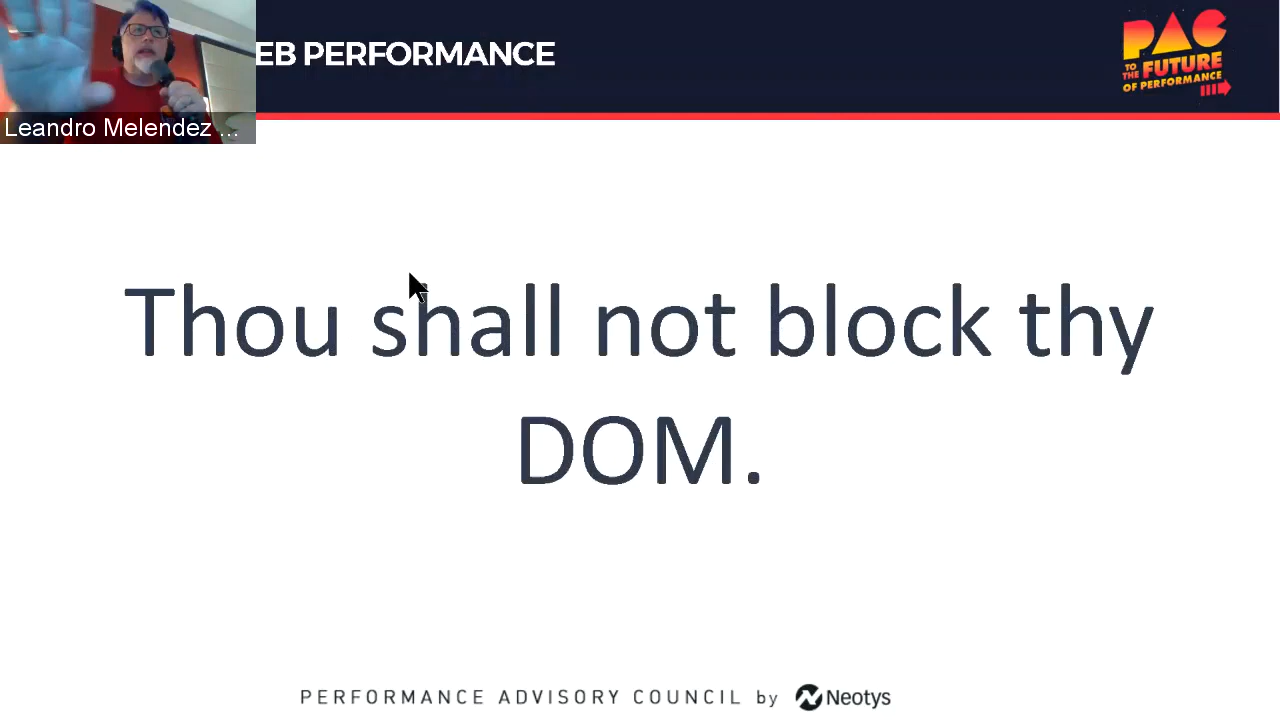 EB PERFORMANCE
PAC
TO THE FUTURE
OF PERFORMANCE
Leandro Melendez ...
Thou shall not block thy
DOM.
PERFORMANCE ADVISORY COUNCIL by Neotys